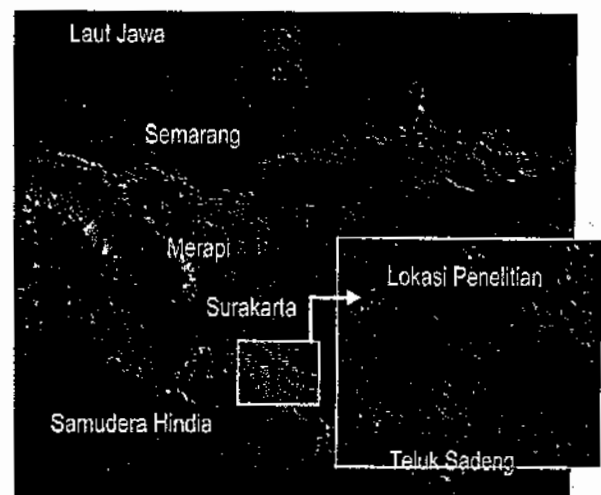 Laut Jawa
Semarang
Merapi
Lokasi Penelitian
Surakarta
Samudera Hindia
Teluk Sadeng